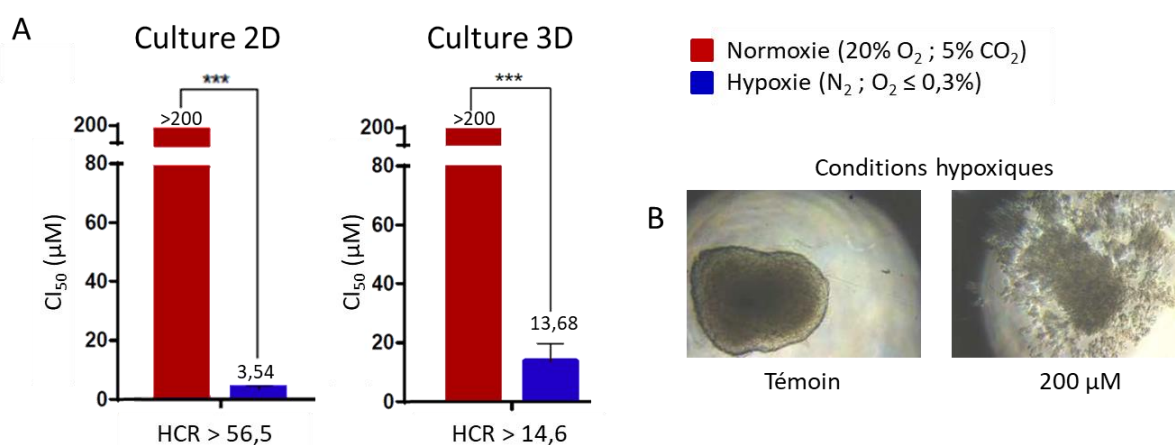 A
Culture 2D
Culture 3D
Normoxie (20% O₂ ; 5% CO₂)
Hypoxie (N₂ ; O₂ ≤ 0,3%)
***
>200
200
80
60
40
20
0
CI₅₀ (µM)
3,54
HCR > 56,5
***
>200
200
80
60
40
20
0
CI₅₀ (µM)
13,68
HCR > 14,6
Conditions hypoxiques
B
Témoin
200 µM